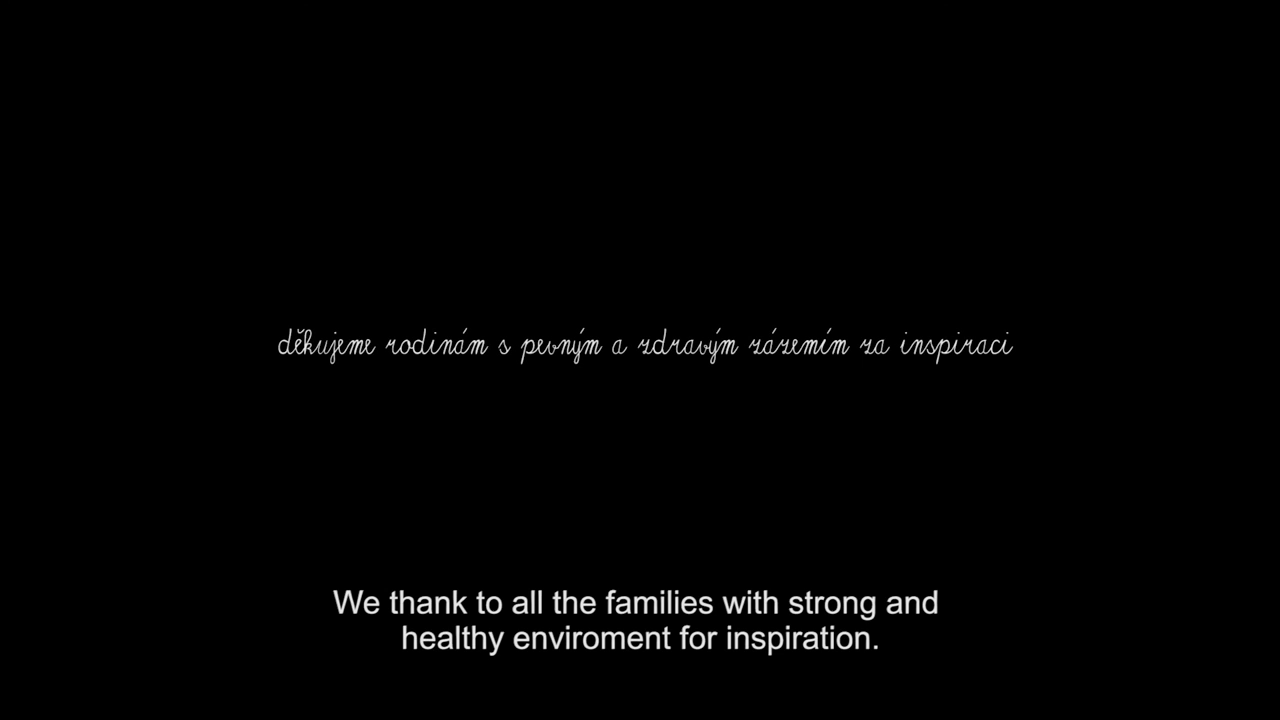 děkujeme rodinám s pevným a zdravým zázemím za inspiraci
We thank to all the families with strong and
healthy enviroment for inspiration.